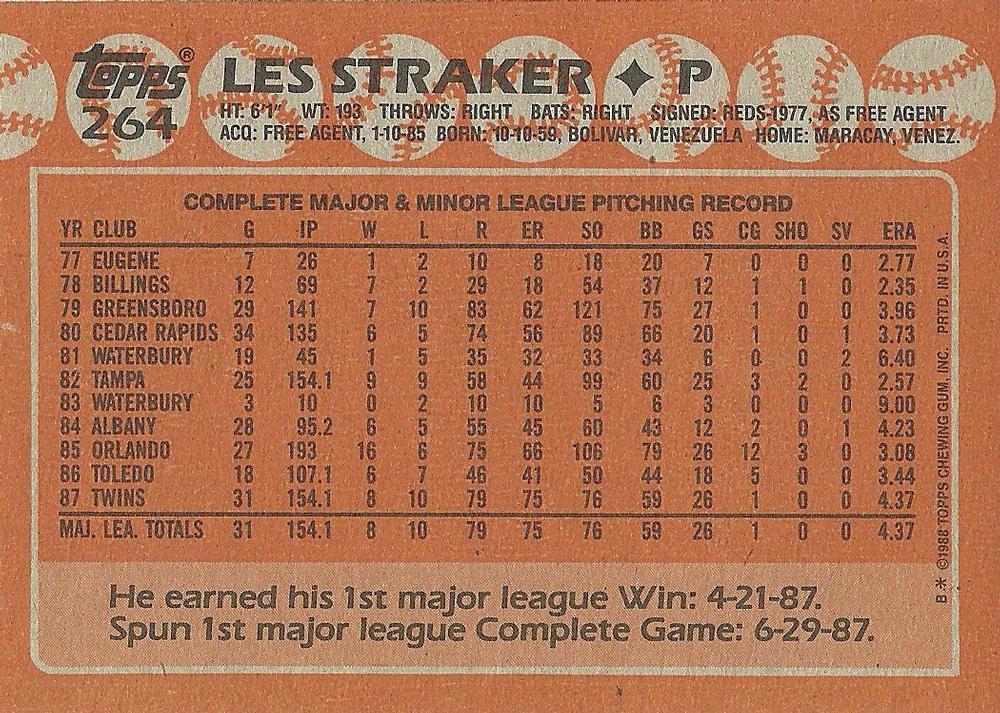 Topps®
264
LES STRAKER ✦ P
HT: 6'1" WT: 193 THROWS: RIGHT BATS: RIGHT SIGNED: REDS-1977, AS FREE AGENT
ACQ: FREE AGENT, 1-10-85 BORN: 10-10-59, BOLIVAR, VENEZUELA HOME: MARACAY, VENEZ.
COMPLETE MAJOR & MINOR LEAGUE PITCHING RECORD
YR CLUB G IP W L R ER SO BB GS CG SHO SV ERA
77 EUGENE 7 26 1 2 10 8 18 20 7 0 0 0 2.77
78 BILLINGS 12 69 7 2 29 18 54 37 12 1 1 0 2.35
79 GREENSBORO 29 141 7 10 83 62 121 75 27 1 0 0 3.96
80 CEDAR RAPIDS 34 135 6 5 74 56 89 66 20 1 0 1 3.73
81 WATERBURY 19 45 1 5 35 32 33 34 6 0 0 2 6.40
82 TAMPA 25 154.1 9 9 58 44 99 60 25 3 2 0 2.57
83 WATERBURY 3 10 0 2 10 10 5 6 3 0 0 0 9.00
84 ALBANY 28 95.2 6 5 55 45 60 43 12 2 0 1 4.23
85 ORLANDO 27 193 16 6 75 66 106 79 26 12 3 0 3.08
86 TOLEDO 18 107.1 6 7 46 41 50 44 18 5 0 0 3.44
87 TWINS 31 154.1 8 10 79 75 76 59 26 1 0 0 4.37
MAJ. LEA. TOTALS 31 154.1 8 10 79 75 76 59 26 1 0 0 4.37
He earned his 1st major league Win: 4-21-87.
Spun 1st major league Complete Game: 6-29-87.
B* ©1988 TOPPS CHEWING GUM, INC. PRTD. IN U.S.A.